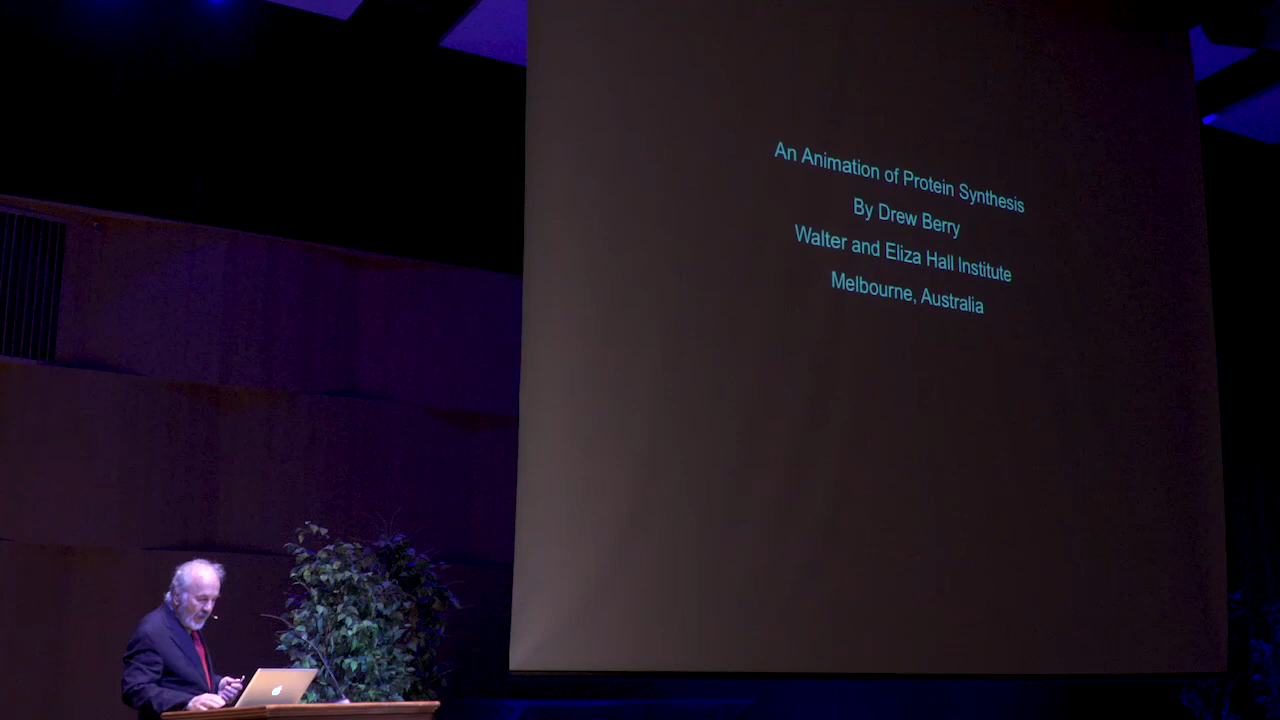 An Animation of Protein Synthesis
By Drew Berry
Walter and Eliza Hall Institute
Melbourne, Australia